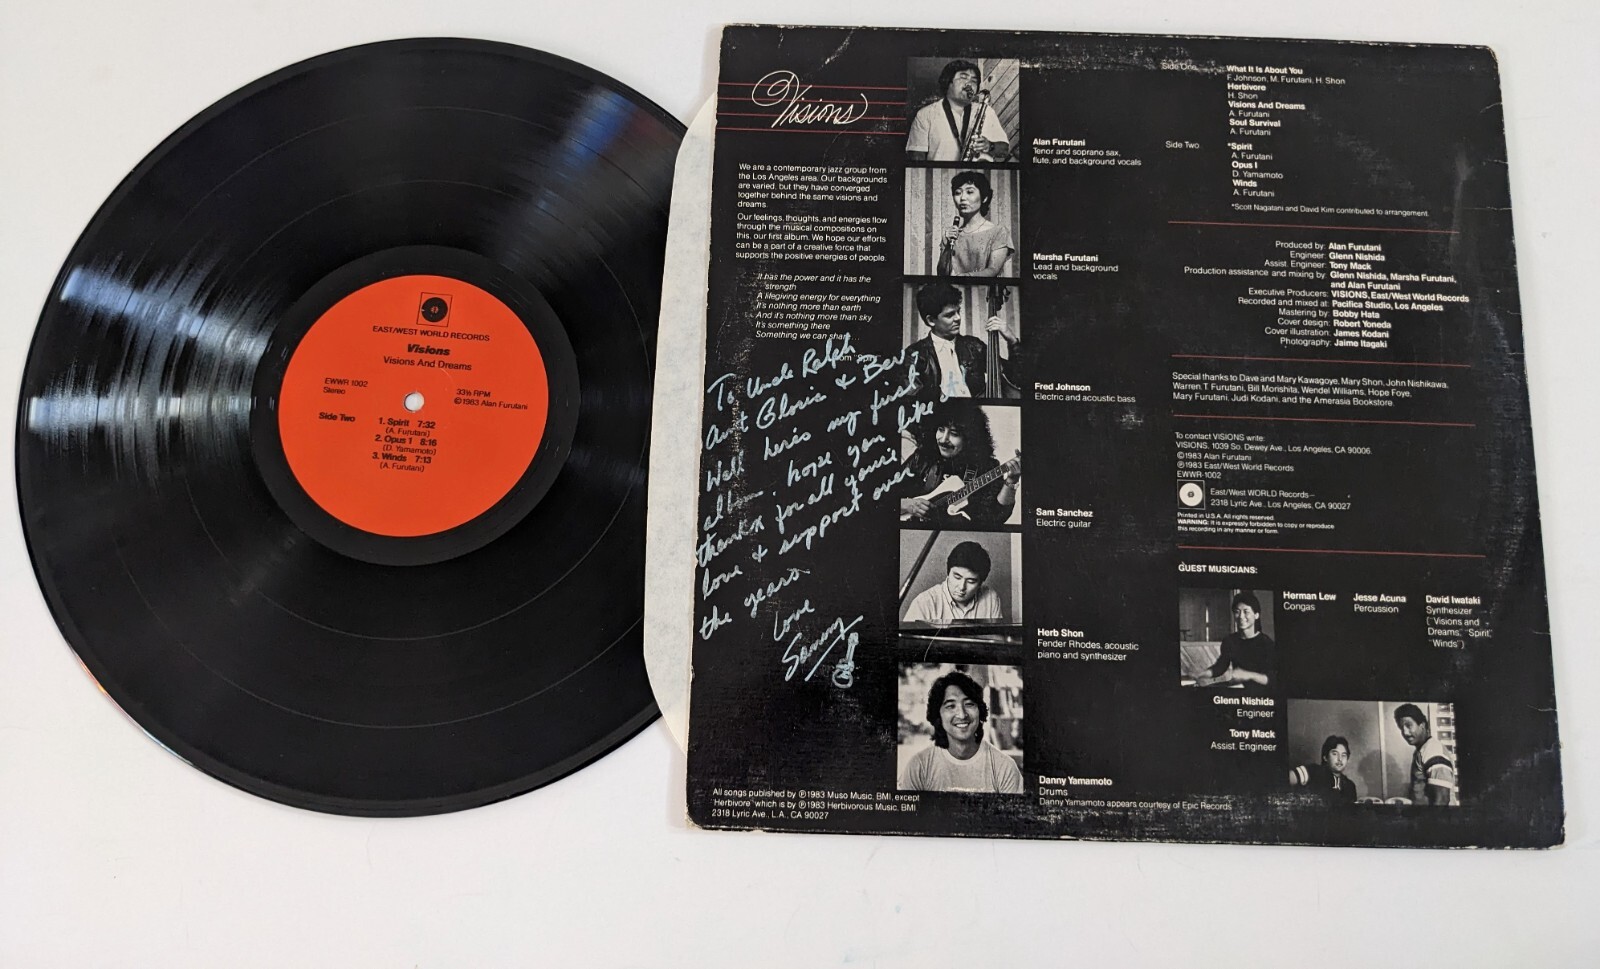 EAST/WEST WORLD RECORDS
Visions
Visions And Dreams
EWWR 1002
Stereo
33⅓ RPM
©1983 Alan Furutani
Side Two
1. Spirit 7:32
(A. Furutani)
2. Opus 1 8:16
(D. Yamamoto)
3. Winds 7:13
(A. Furutani)
Visions
We are a contemporary jazz group from
the Los Angeles area. Our backgrounds
are varied, but they have converged
together behind the same visions and
dreams.
Our feelings, thoughts, and energies flow
through the musical compositions on
this, our first album. We hope our efforts
can be a part of a creative force that
supports the positive energies of people.
It has the power and it has the
strength
A lifegiving energy for everything
It's nothing more than earth
And it's nothing more than sky
It's something there
Something we can share...
To Uncle Ralph
Aunt Gloria & Bev,
Well here's my first
album. hope you like it
thank for all you're
love & support over
the years
Love
Sammy
All songs published by ℗1983 Muso Music, BMI, except
"Herbivore" which is by ℗1983 Herbivorous Music, BMI
2318 Lyric Ave., L.A., CA 90027
Alan Furutani
Tenor and soprano sax,
flute, and background vocals
Marsha Furutani
Lead and background
vocals
Fred Johnson
Electric and acoustic bass
Sam Sanchez
Electric guitar
Herb Shon
Fender Rhodes, acoustic
piano and synthesizer
Danny Yamamoto
Drums
Danny Yamamoto appears courtesy of Epic Records
Side One
What It Is About You
F. Johnson, M. Furutani, H. Shon
Herbivore
H. Shon
Visions And Dreams
A. Furutani
Soul Survival
A. Furutani
Side Two
*Spirit
A. Furutani
Opus I
D. Yamamoto
Winds
A. Furutani
*Scott Nagatani and David Kim contributed to arrangement
Produced by: Alan Furutani
Engineer: Glenn Nishida
Assist. Engineer: Tony Mack
Production assistance and mixing by: Glenn Nishida, Marsha Furutani,
and Alan Furutani
Executive Producers: VISIONS, East/West World Records
Recorded and mixed at: Pacifica Studio, Los Angeles
Mastering by: Bobby Hata
Cover design: Robert Yoneda
Cover illustration: James Kodani
Photography: Jaime Itagaki
Special thanks to Dave and Mary Kawagoye, Mary Shon, John Nishikawa,
Warren T. Furutani, Bill Morishita, Wendel Williams, Hope Foye,
Mary Furutani, Judi Kodani, and the Amerasia Bookstore.
To contact VISIONS write:
VISIONS, 1039 So. Dewey Ave., Los Angeles, CA 90006
©1983 Alan Furutani
℗1983 East/West World Records
EWWR-1002
East/West WORLD Records—
2318 Lyric Ave., Los Angeles, CA 90027
Printed in U.S.A. All rights reserved.
WARNING: It is expressly forbidden to copy or reproduce
this recording in any manner or form.
GUEST MUSICIANS:
Herman Lew
Congas
Jesse Acuna
Percussion
David Iwataki
Synthesizer
("Visions and
Dreams," "Spirit,"
"Winds")
Glenn Nishida
Engineer
Tony Mack
Assist. Engineer